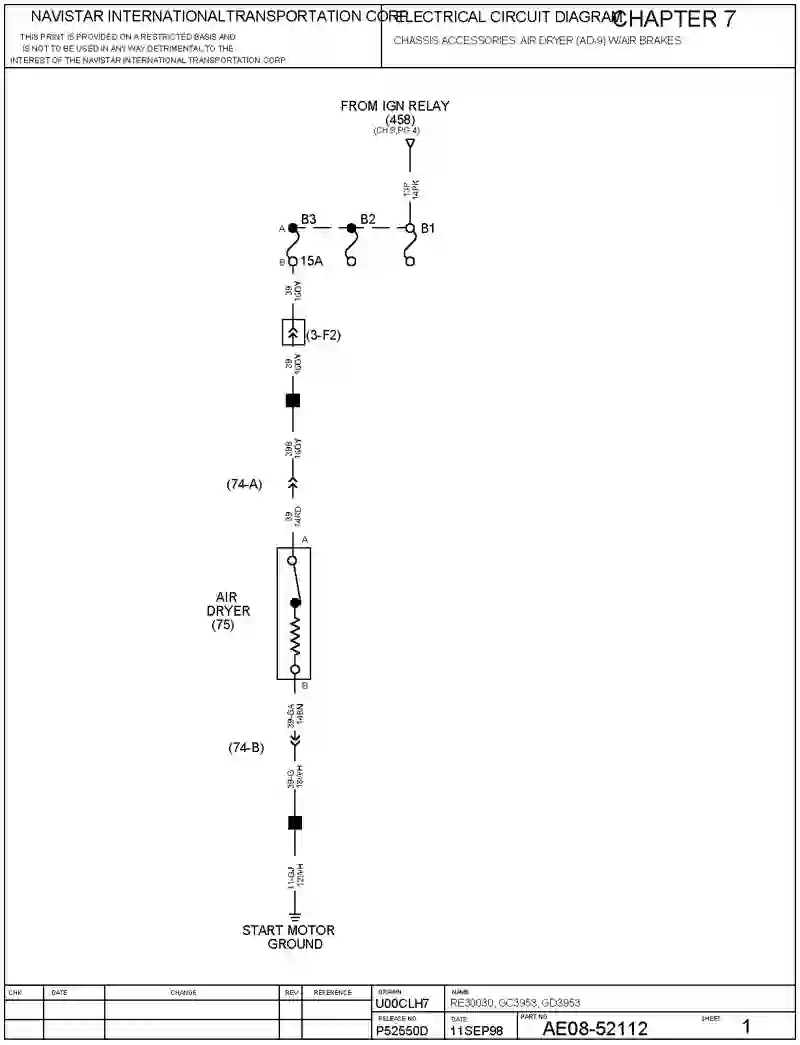 NAVISTAR INTERNATIONAL TRANSPORTATION CORP.
ELECTRICAL CIRCUIT DIAGRAM
CHAPTER 7
THIS PRINT IS PROVIDED ON A RESTRICTED BASIS AND
IS NOT TO BE USED IN ANY WAY DETRIMENTAL TO THE
INTEREST OF THE NAVISTAR INTERNATIONAL TRANSPORTATION CORP
CHASSIS ACCESSORIES: AIR DRYER (AD-9) W/AIR BRAKES
FROM IGN RELAY
(458)
13P
14PK
A
B3
B2
B1
B
15A
39
16GY
(3-F2)
39
16GY
39B
16GY
(74-A)
39
14RD
A
AIR
DRYER
(75)
B
39-GA
14BN
(74-B)
39-G
18WH
11-GJ
12WH
START MOTOR
GROUND
CHK
DATE
CHANGE
REV
REFERENCE
DRAWN
U00CLH7
NAME
RE30030, GC3953, GD3953
RELEASE NO.
P52550D
DATE
11SEP98
PART NO
AE08-52112
SHEET
1